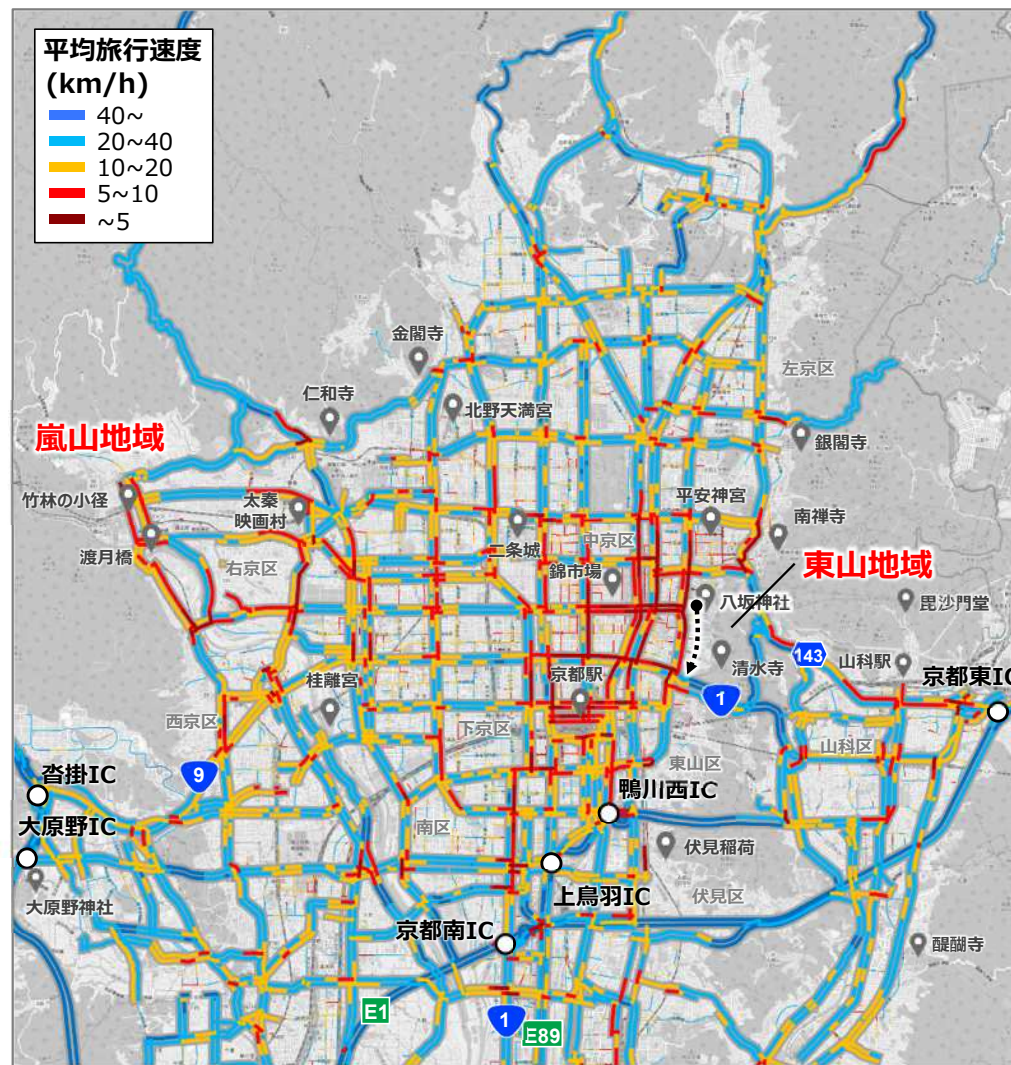 平均旅行速度
(km/h)
40~
20~40
10~20
5~10
~5
金閣寺
左京区
仁和寺
北野天満宮
銀閣寺
嵐山地域
竹林の小径
太秦
映画村
平安神宮
南禅寺
渡月橋
二条城
中京区
右京区
錦市場
東山地域
八坂神社
毘沙門堂
清水寺
143
山科駅
京都駅
京都東IC
桂離宮
1
西京区
下京区
山科区
東山区
9
沓掛IC
鴨川西IC
大原野IC
南区
伏見稲荷
上鳥羽IC
大原野神社
伏見区
京都南IC
醍醐寺
E1
1
E89